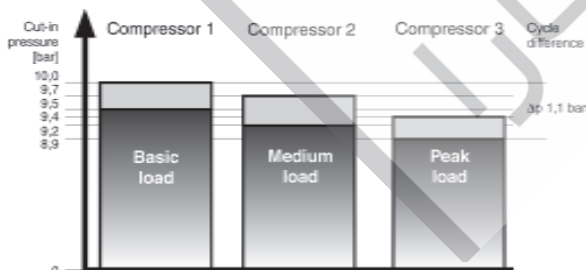 Cut-in
pressure
[bar]
Compressor 1
Compressor 2
Compressor 3
Cycle
difference
10,0
9,7
9,5
9,4
9,2
8,9
Δp 1,1 bar
Basic
load
Medium
load
Peak
load
0